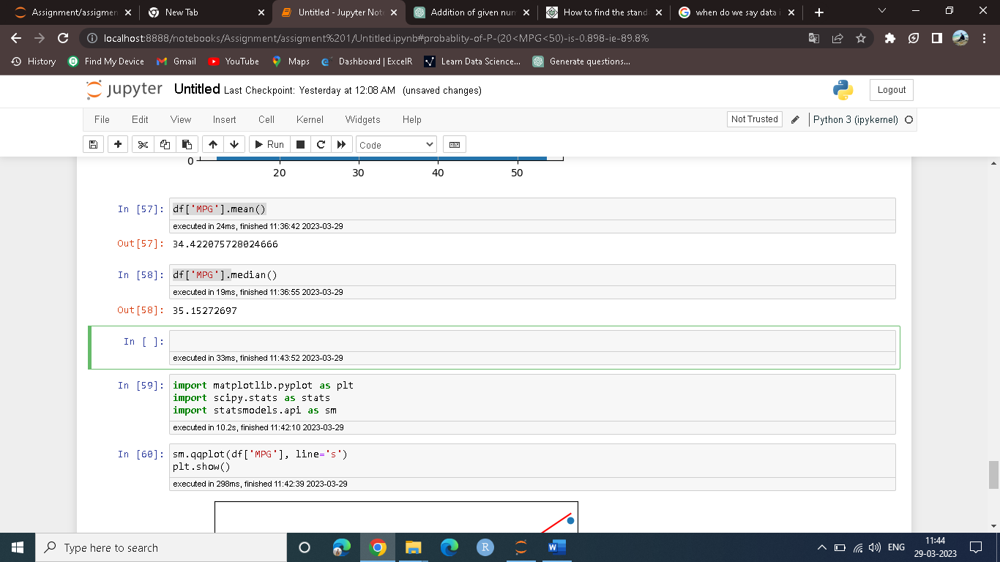 Assignment/assigmen
New Tab
Untitled - Jupyter Note
Addition of given num
How to find the stand
when do we say data i
localhost:8888/notebooks/Assignment/assigment%201/Untitled.ipynb#probablity-of-P-(20<MPG<50)-is-0.898-ie-89.8%
History
Find My Device
Gmail
YouTube
Maps
Dashboard | ExcelR
Learn Data Science...
Generate questions...
jupyter
Untitled
Last Checkpoint: Yesterday at 12:08 AM (unsaved changes)
Logout
File
Edit
View
Insert
Cell
Kernel
Widgets
Help
Not Trusted
Python 3 (ipykernel)
Run
Code
0
20
30
40
50
In [57]:
df['MPG'].mean()
executed in 24ms, finished 11:36:42 2023-03-29
Out[57]:
34.422075728024666
In [58]:
df['MPG'].median()
executed in 19ms, finished 11:36:55 2023-03-29
Out[58]:
35.15272697
In [ ]:
executed in 33ms, finished 11:43:52 2023-03-29
In [59]:
import matplotlib.pyplot as plt
import scipy.stats as stats
import statsmodels.api as sm
executed in 10.2s, finished 11:42:10 2023-03-29
In [60]:
sm.qqplot(df['MPG'], line='s')
plt.show()
executed in 298ms, finished 11:42:39 2023-03-29
Type here to search
R
ENG
11:44
29-03-2023